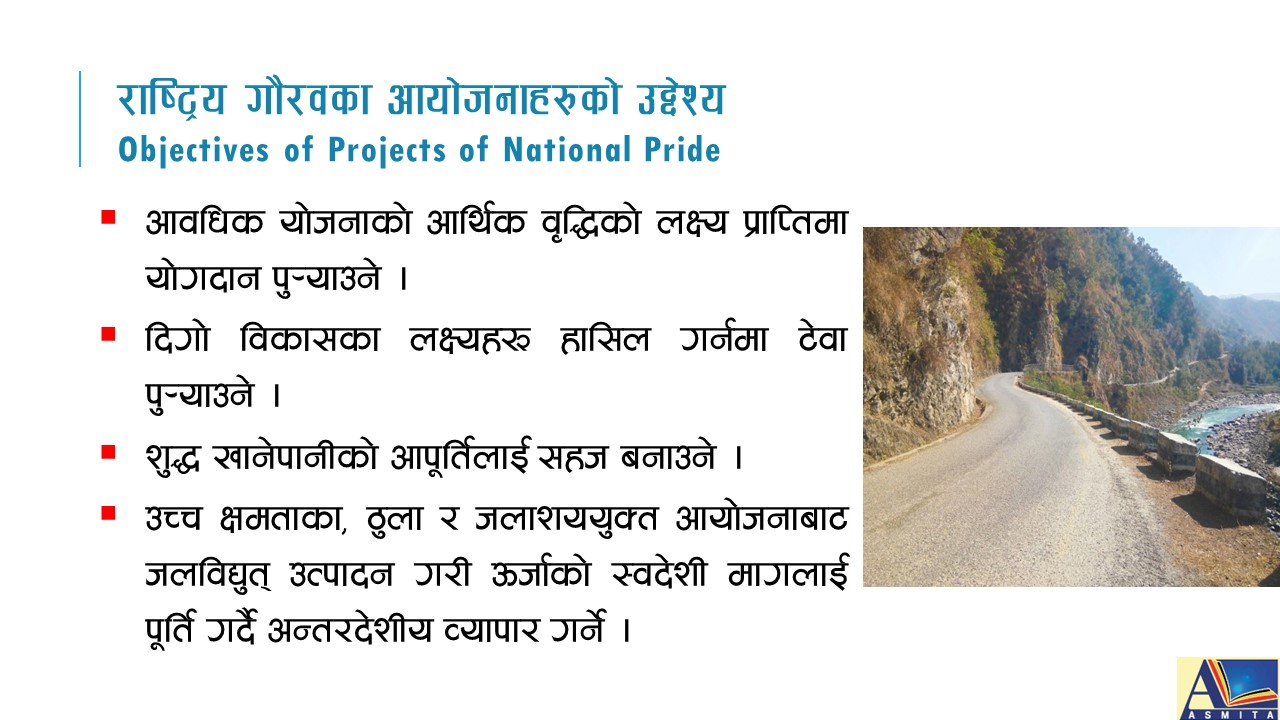 राष्ट्रिय गौरवका आयोजनाहरुको उद्देश्य
Objectives of Projects of National Pride
▪ आवधिक योजनाको आर्थिक वृद्धिको लक्ष्य प्राप्तिमा
योगदान पुऱ्याउने ।
▪ दिगो विकासका लक्ष्यहरु हासिल गर्नमा टेवा
पुऱ्याउने ।
▪ शुद्ध खानेपानीको आपूर्तिलाई सहज बनाउने ।
▪ उच्च क्षमताका, ठुला र जलाशययुक्त आयोजनाबाट
जलविद्युत् उत्पादन गरी ऊर्जाको स्वदेशी मागलाई
पूर्ति गर्दै अन्तरदेशीय व्यापार गर्ने ।
ASMITA